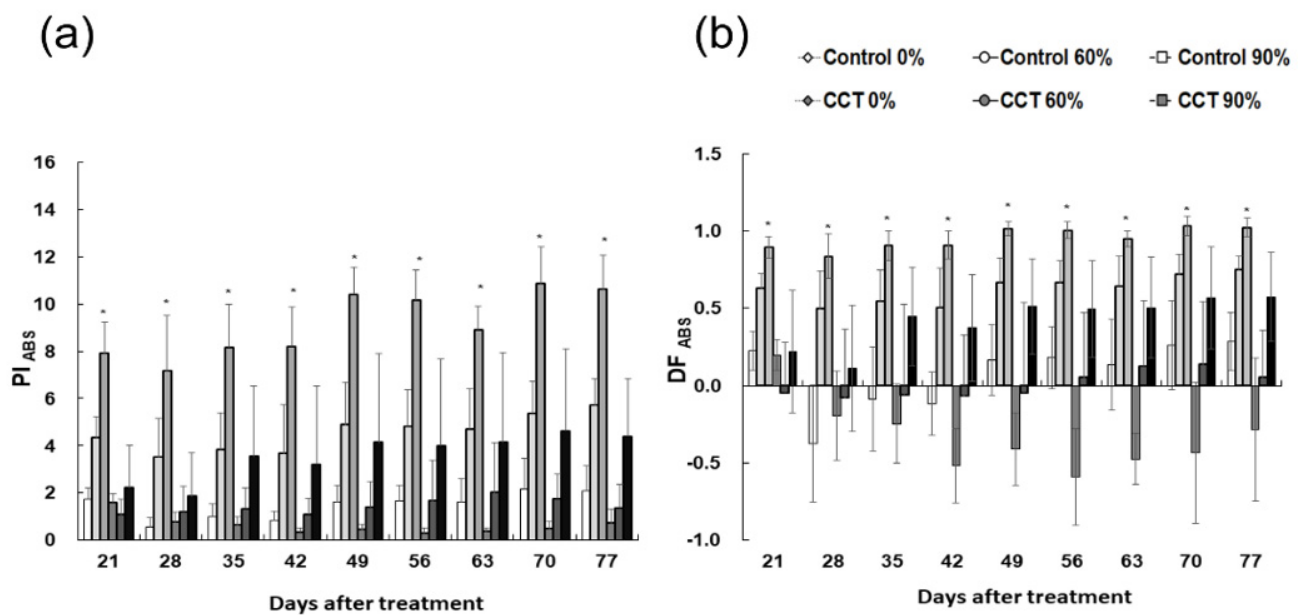 (a)
(b)
Control 0% Control 60% Control 90%
CCT 0% CCT 60% CCT 90%
16
14
12
10
8
6
4
2
0
PI ABS
* * * * * * * * *
21 28 35 42 49 56 63 70 77
Days after treatment
1.5
1.0
0.5
0.0
-0.5
-1.0
DF ABS
* * * * * * * * *
21 28 35 42 49 56 63 70 77
Days after treatment